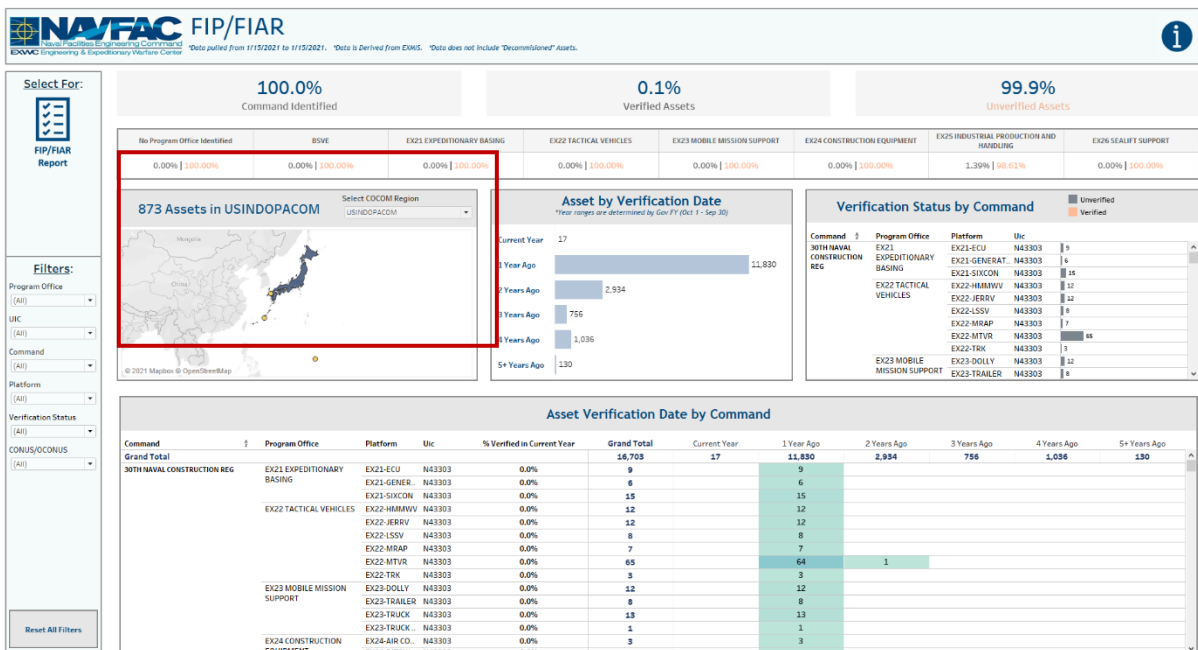 NAVFAC
Naval Facilities Engineering Command
EXWC Engineering & Expeditionary Warfare Center
FIP/FIAR
*Data pulled from 1/15/2021 to 1/15/2021. *Data is Derived from EXMIS. *Data does not include "Decommisioned" Assets.
i
Select For:
FIP/FIAR
Report
100.0%
Command Identified
0.1%
Verified Assets
99.9%
Unverified Assets
No Program Office Identified BSVE EX21 EXPEDITIONARY BASING EX22 TACTICAL VEHICLES EX23 MOBILE MISSION SUPPORT EX24 CONSTRUCTION EQUIPMENT EX25 INDUSTRIAL PRODUCTION AND HANDLING EX26 SEALIFT SUPPORT
0.00% | 100.00% 0.00% | 100.00% 0.00% | 100.00% 0.00% | 100.00% 0.00% | 100.00% 0.00% | 100.00% 1.39% | 98.61% 0.00% | 100.00%
873 Assets in USINDOPACOM
Select COCOM Region
USINDOPACOM
Mongolia
China
© 2021 Mapbox © OpenStreetMap
Asset by Verification Date
*Year ranges are determined by Gov FY (Oct 1 - Sep 30)
Current Year 17
1 Year Ago 11,830
2 Years Ago 2,934
3 Years Ago 756
4 Years Ago 1,036
5+ Years Ago 130
Verification Status by Command
Unverified
Verified
Command Program Office Platform Uic
30TH NAVAL CONSTRUCTION REG EX21 EXPEDITIONARY BASING EX21-ECU N43303 9
EX21-GENERAT.. N43303 6
EX21-SIXCON N43303 15
EX22 TACTICAL VEHICLES EX22-HMMWV N43303 12
EX22-JERRV N43303 12
EX22-LSSV N43303 8
EX22-MRAP N43303 7
EX22-MTVR N43303 65
EX22-TRK N43303 3
EX23 MOBILE MISSION SUPPORT EX23-DOLLY N43303 12
EX23-TRAILER N43303 8
Filters:
Program Office
(All)
UIC
(All)
Command
(All)
Platform
(All)
Verification Status
(All)
CONUS/OCONUS
(All)
Reset All Filters
Asset Verification Date by Command
Command Program Office Platform Uic % Verified in Current Year Grand Total Current Year 1 Year Ago 2 Years Ago 3 Years Ago 4 Years Ago 5+ Years Ago
Grand Total 16,703 17 11,830 2,934 756 1,036 130
30TH NAVAL CONSTRUCTION REG EX21 EXPEDITIONARY BASING EX21-ECU N43303 0.0% 9 9
EX21-GENER.. N43303 0.0% 6 6
EX21-SIXCON N43303 0.0% 15 15
EX22 TACTICAL VEHICLES EX22-HMMWV N43303 0.0% 12 12
EX22-JERRV N43303 0.0% 12 12
EX22-LSSV N43303 0.0% 8 8
EX22-MRAP N43303 0.0% 7 7
EX22-MTVR N43303 0.0% 65 64 1
EX22-TRK N43303 0.0% 3 3
EX23 MOBILE MISSION SUPPORT EX23-DOLLY N43303 0.0% 12 12
EX23-TRAILER N43303 0.0% 8 8
EX23-TRUCK N43303 0.0% 13 13
EX23-TRUCK .. N43303 0.0% 1 1
EX24 CONSTRUCTION EX24-AIR CO.. N43303 0.0% 3 3